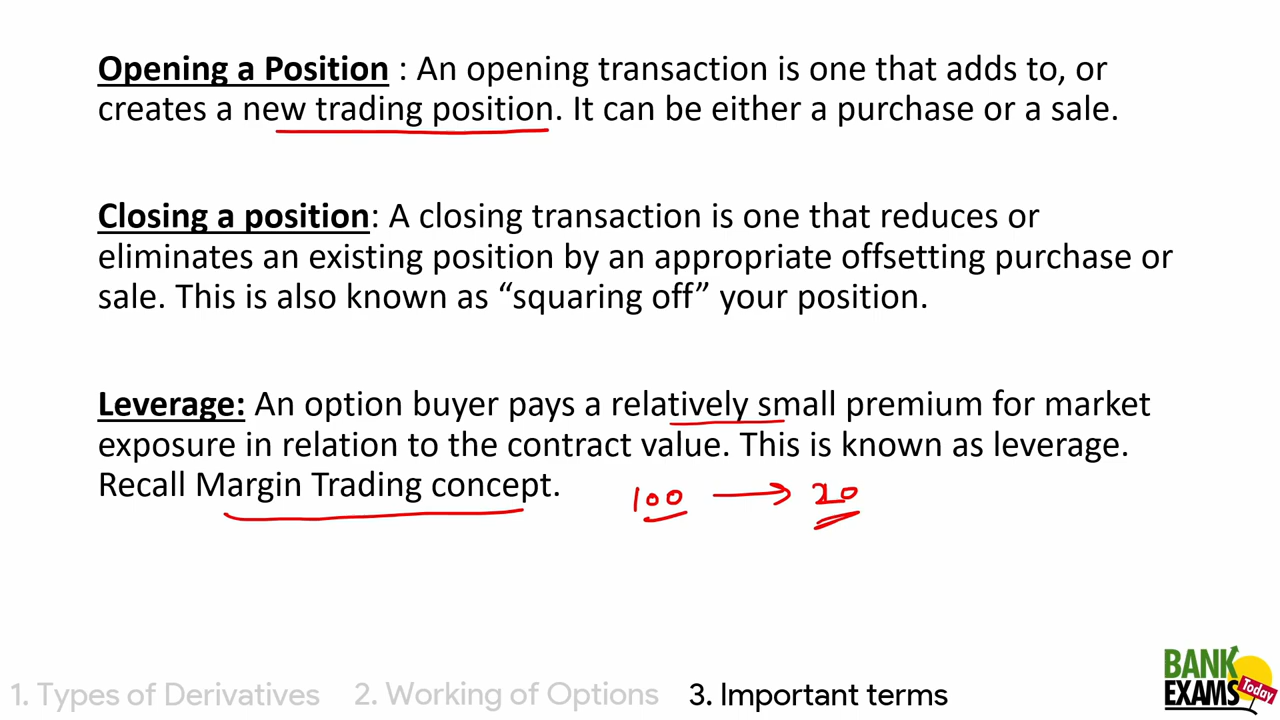 Opening a Position : An opening transaction is one that adds to, or
creates a new trading position. It can be either a purchase or a sale.
Closing a position: A closing transaction is one that reduces or
eliminates an existing position by an appropriate offsetting purchase or
sale. This is also known as “squaring off” your position.
Leverage: An option buyer pays a relatively small premium for market
exposure in relation to the contract value. This is known as leverage.
Recall Margin Trading concept.
100 → 20
1. Types of Derivatives 2. Working of Options 3. Important terms
BANK
EXAMS Today